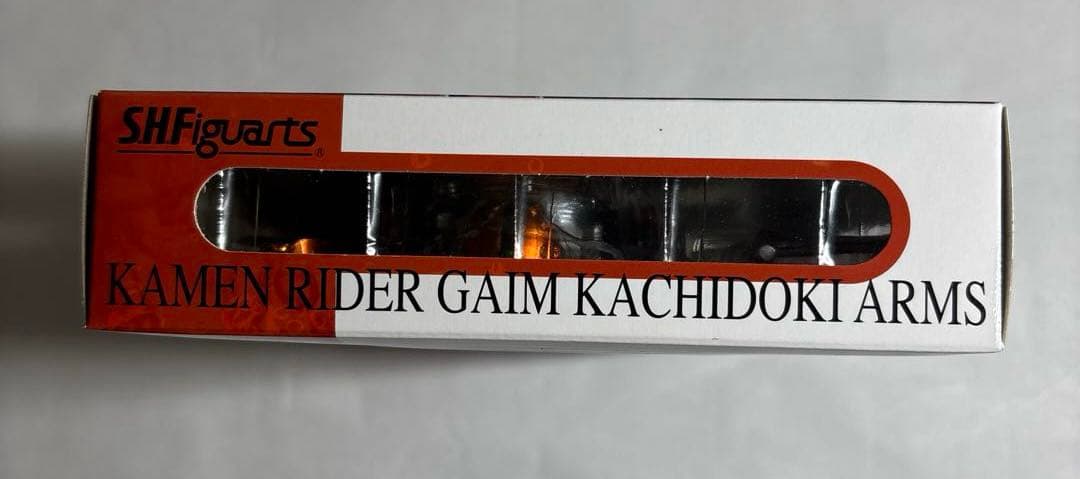 S.H.Figuarts®
KAMEN RIDER GAIM KACHIDOKI ARMS